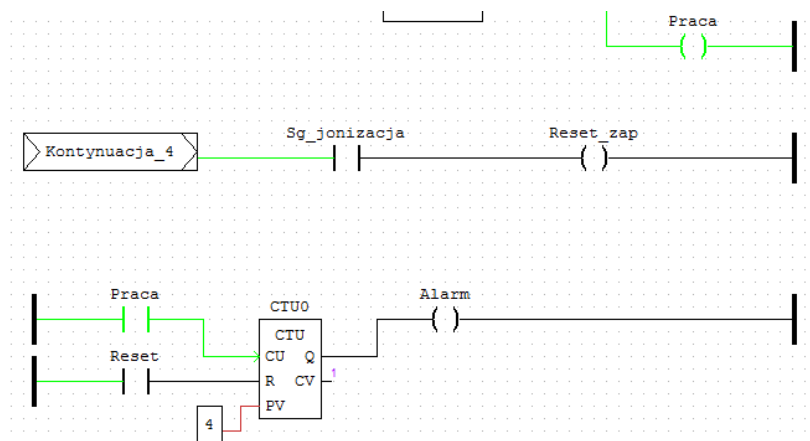 Praca
Sg_jonizacja
Reset_zap
Kontynuacja_4
Praca
CTU0
Alarm
CTU
Reset
CU Q
R CV 1
PV
4